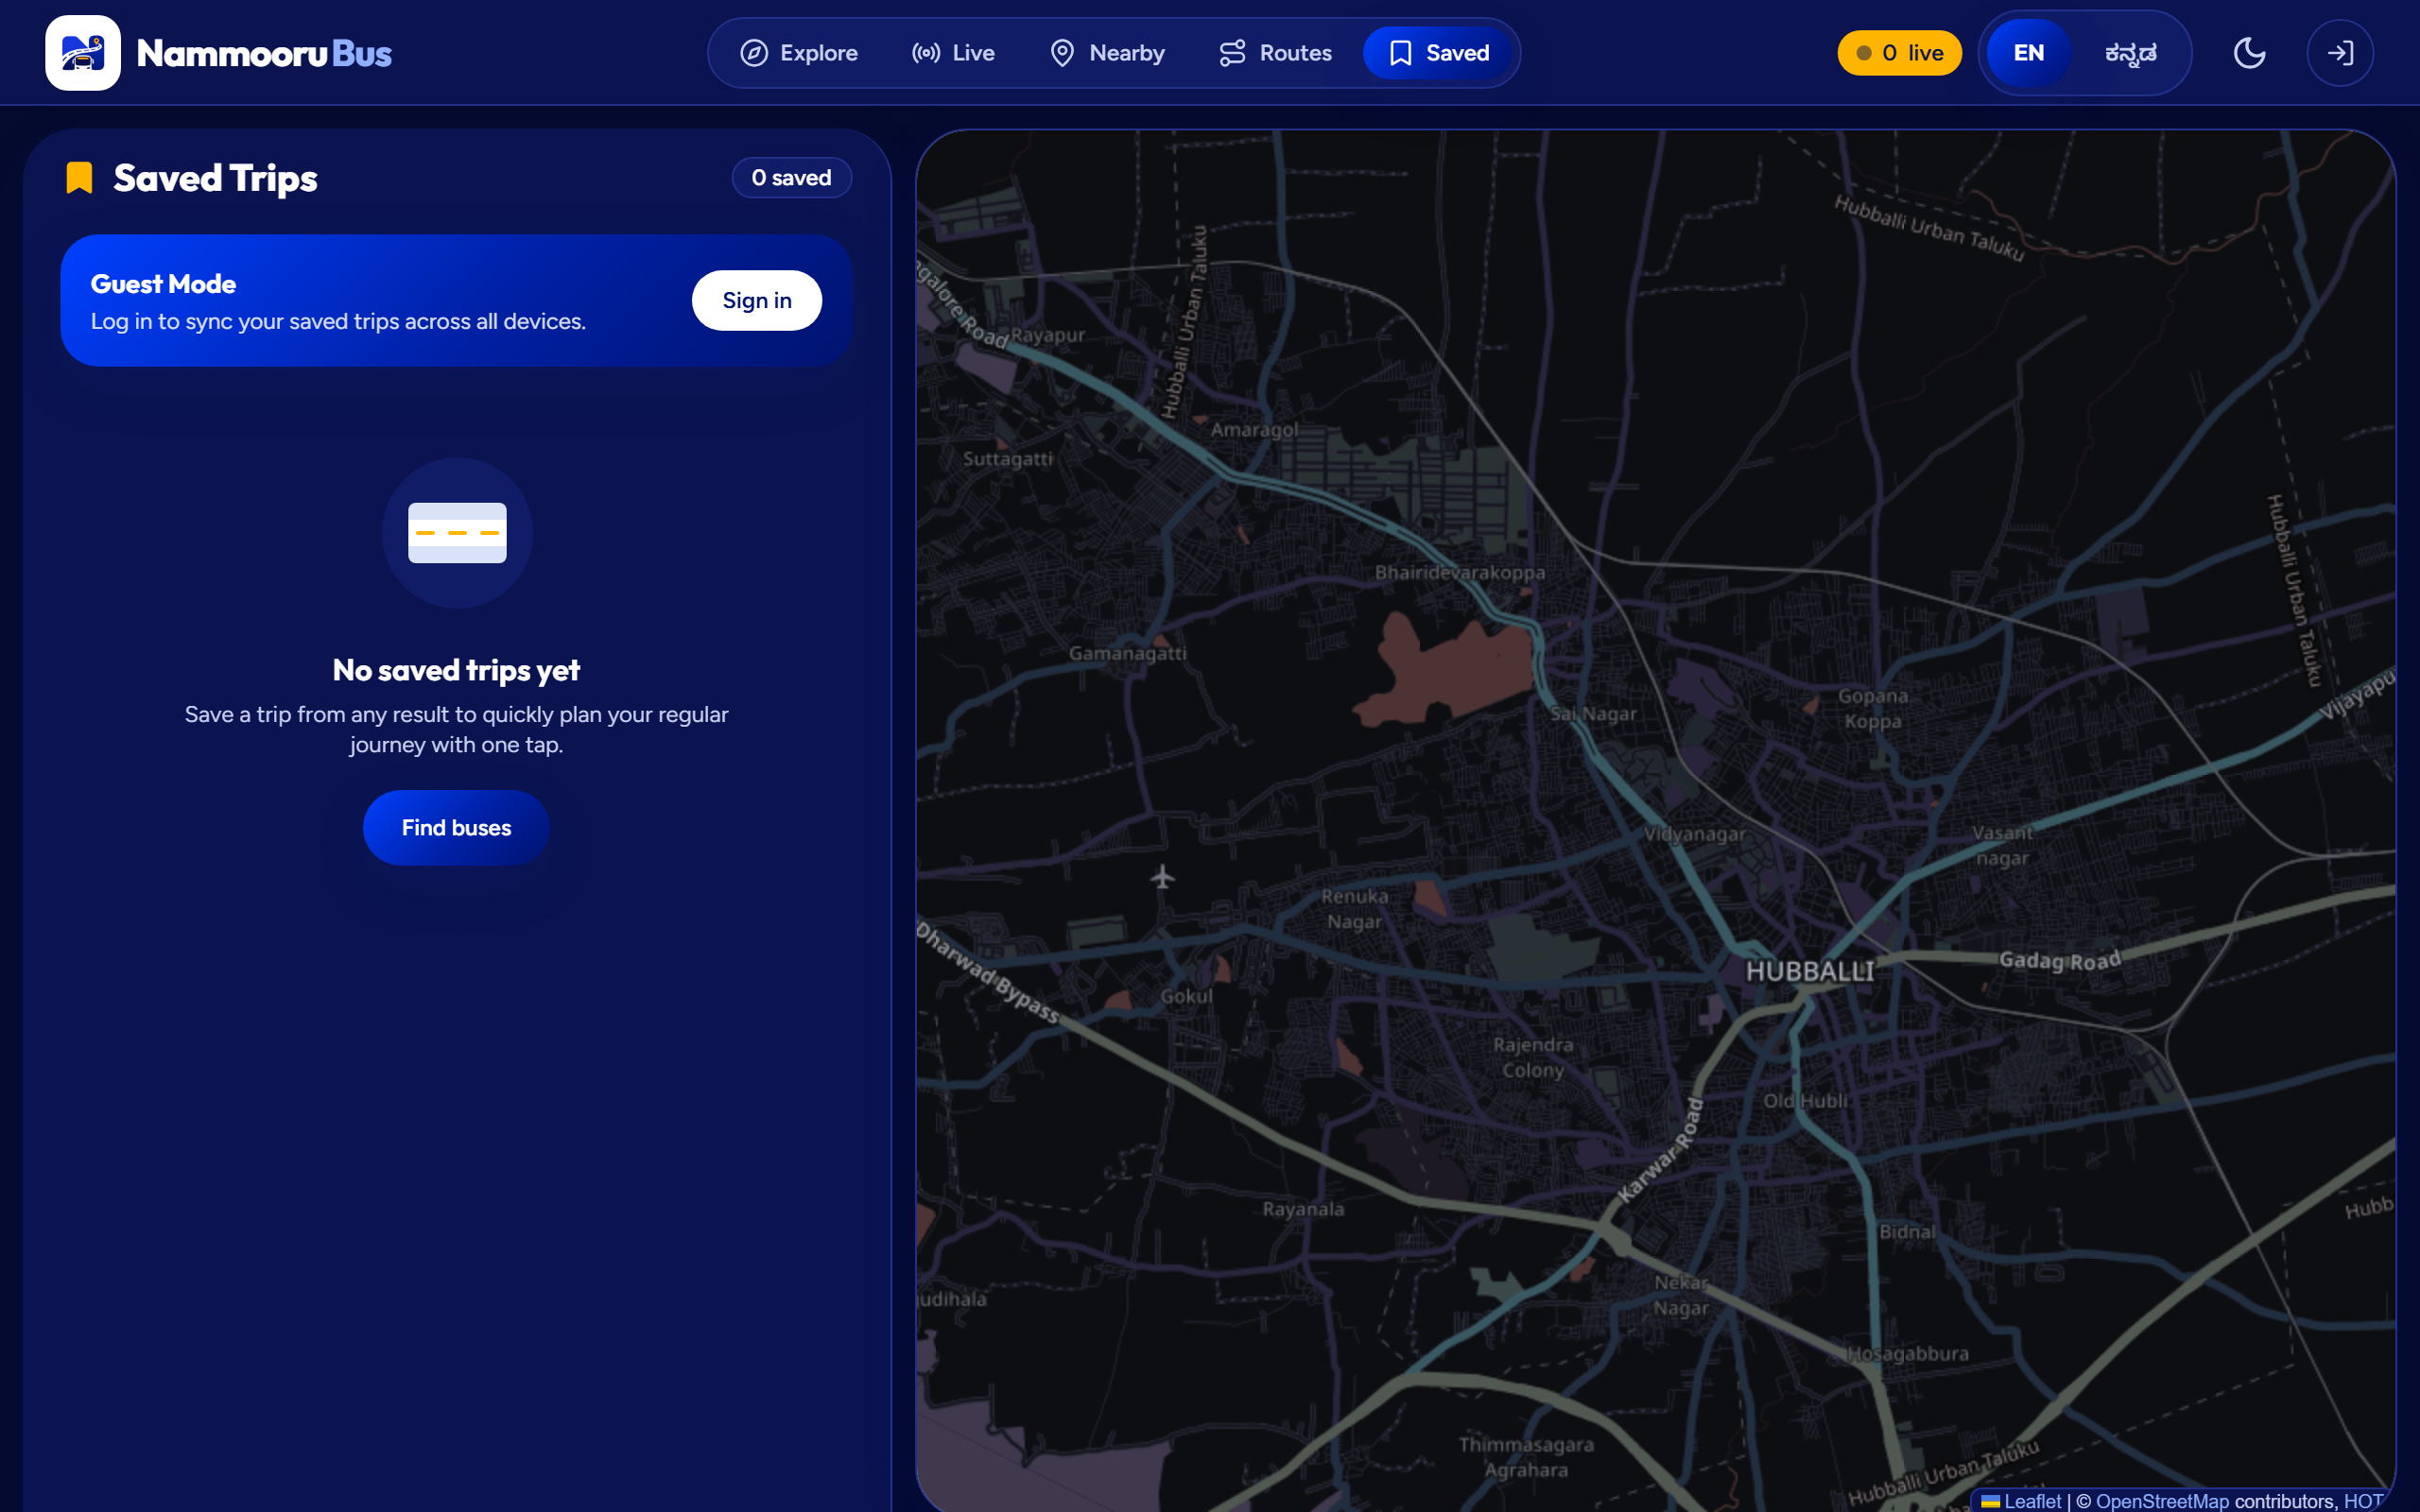 Nammooru Bus
Explore
Live
Nearby
Routes
Saved
0 live
EN
ಕನ್ನಡ
Saved Trips
0 saved
Guest Mode
Log in to sync your saved trips across all devices.
Sign in
No saved trips yet
Save a trip from any result to quickly plan your regular
journey with one tap.
Find buses
Hubballi Urban Taluku
Hubballi Urban Taluku
Road
Rayapur
Amaragol
Suttagatti
Hubballi Urban Taluku
Bhairidevarakoppa
Gamanagatti
Gopana
Koppa
Sai Nagar
Vijayapu
Vidyanagar
Vasant
nagar
Renuka
Nagar
Dharwad Bypass
HUBBALLI
Gadag Road
Gokul
Rajendra
Colony
Old Hubli
Karwar Road
Rayanala
Hubb
Bidnal
Nekar
Nagar
udihala
Hosagabbura
Thimmasagara
Agrahara
Hubballi Urban Taluku
Leaflet | © OpenStreetMap contributors, HOT